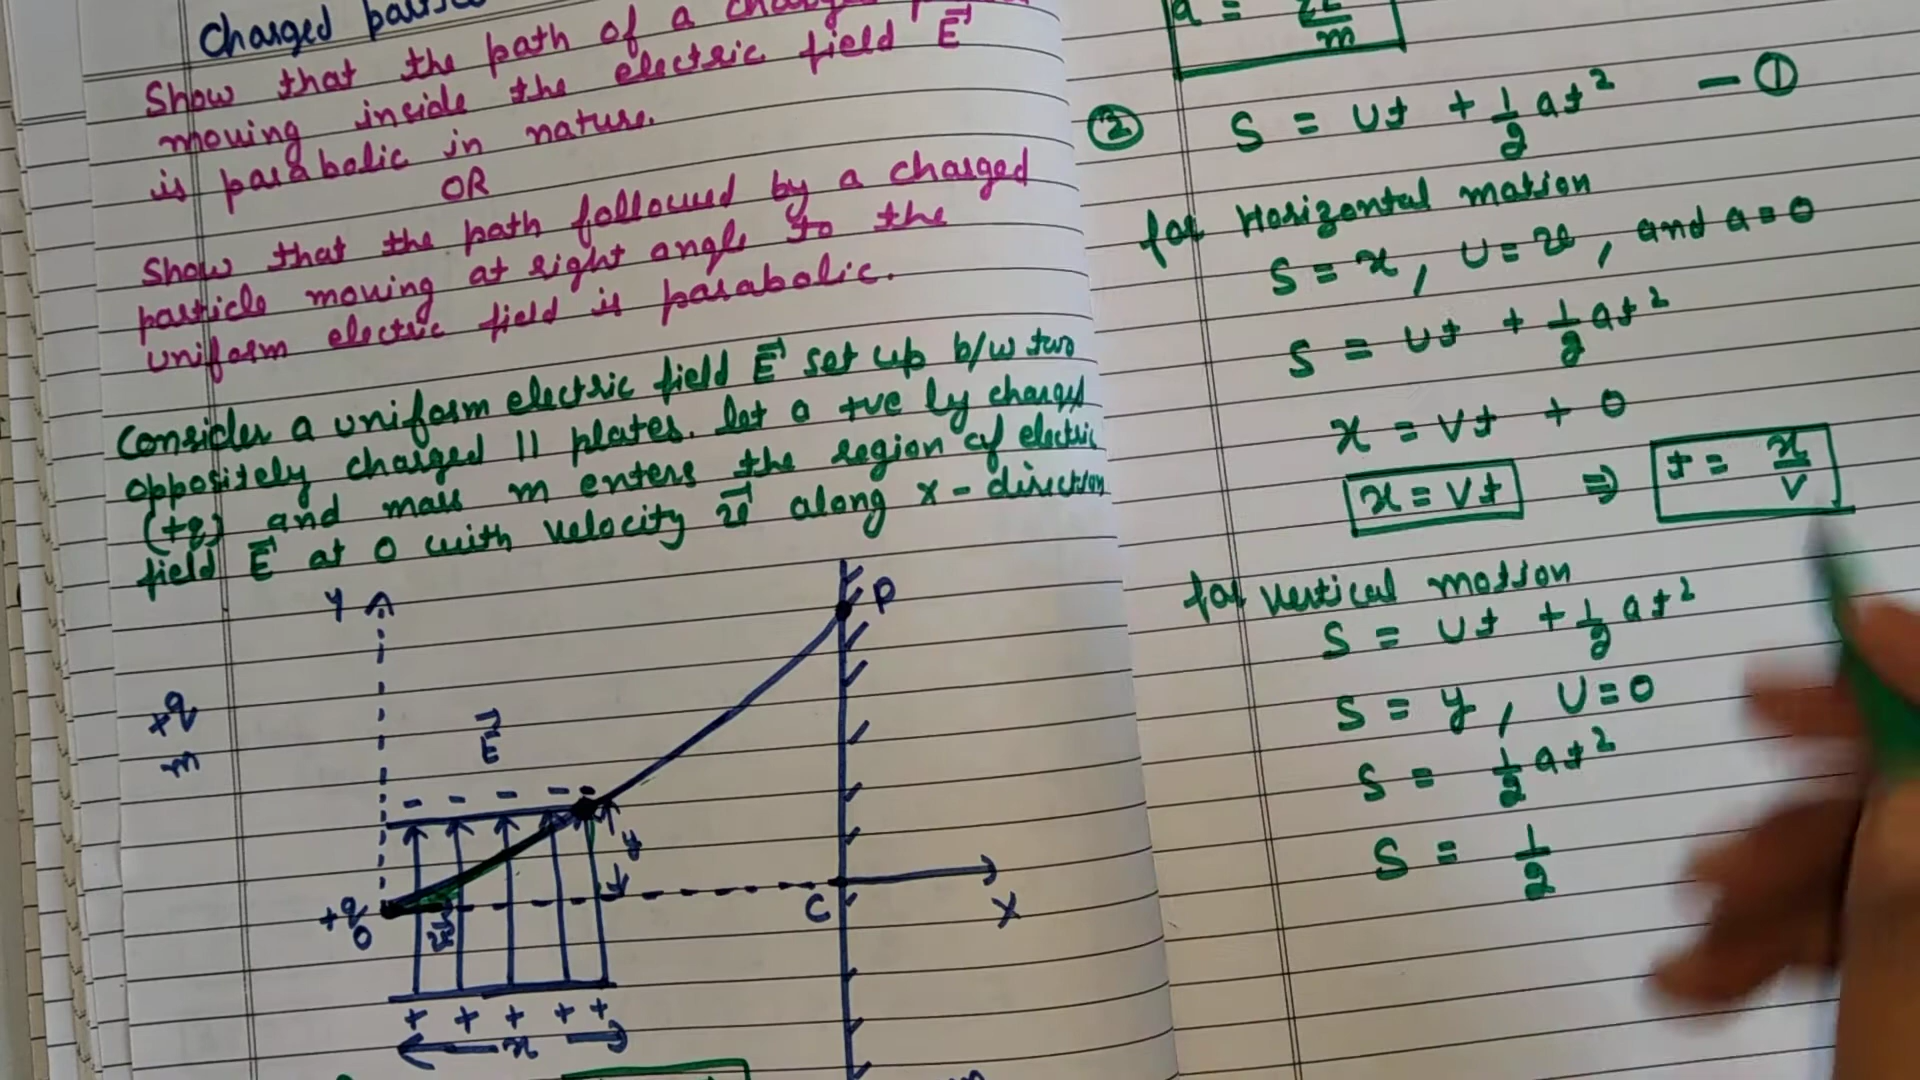 Charged
Show that the path of a charged
moving inside the electric field E⃗
is parabolic in nature.
OR
Show that the path followed by a charged
particle moving at right angle to the
uniform electric field is parabolic.
Consider a uniform electric field E⃗ set up b/w two
oppositely charged || plates. let a +ve ly charged
(+q) and mass m enters the region of electric
field E⃗ at O with velocity v⃗ along x-direction
Y
P
+q
m
E⃗
- - - - -
y
+q
O
v⃗
C
X
+ + + + +
x
a =
m
② S = ut + 1/2 at² — ①
for Horizontal motion
S = x, u = v, and a = 0
S = ut + 1/2 at²
x = vt + 0
x = vt ⇒ t = x/v
for vertical motion
S = ut + 1/2 at²
S = y, u = 0
S = 1/2 at²
S = 1/2